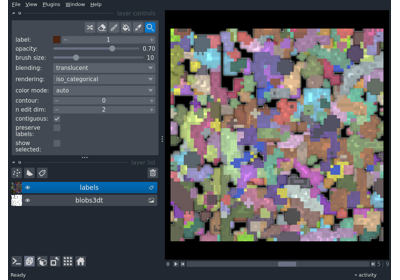 File View Plugins Window Help
layer controls
label: 1
opacity: 0.70
brush size: 10
blending: translucent
rendering: iso_categorical
color mode: auto
contour: 0
n edit dim: 2
contiguous:
preserve
labels:
show
selected:
layer list
labels
blobs3dt
Ready
activity